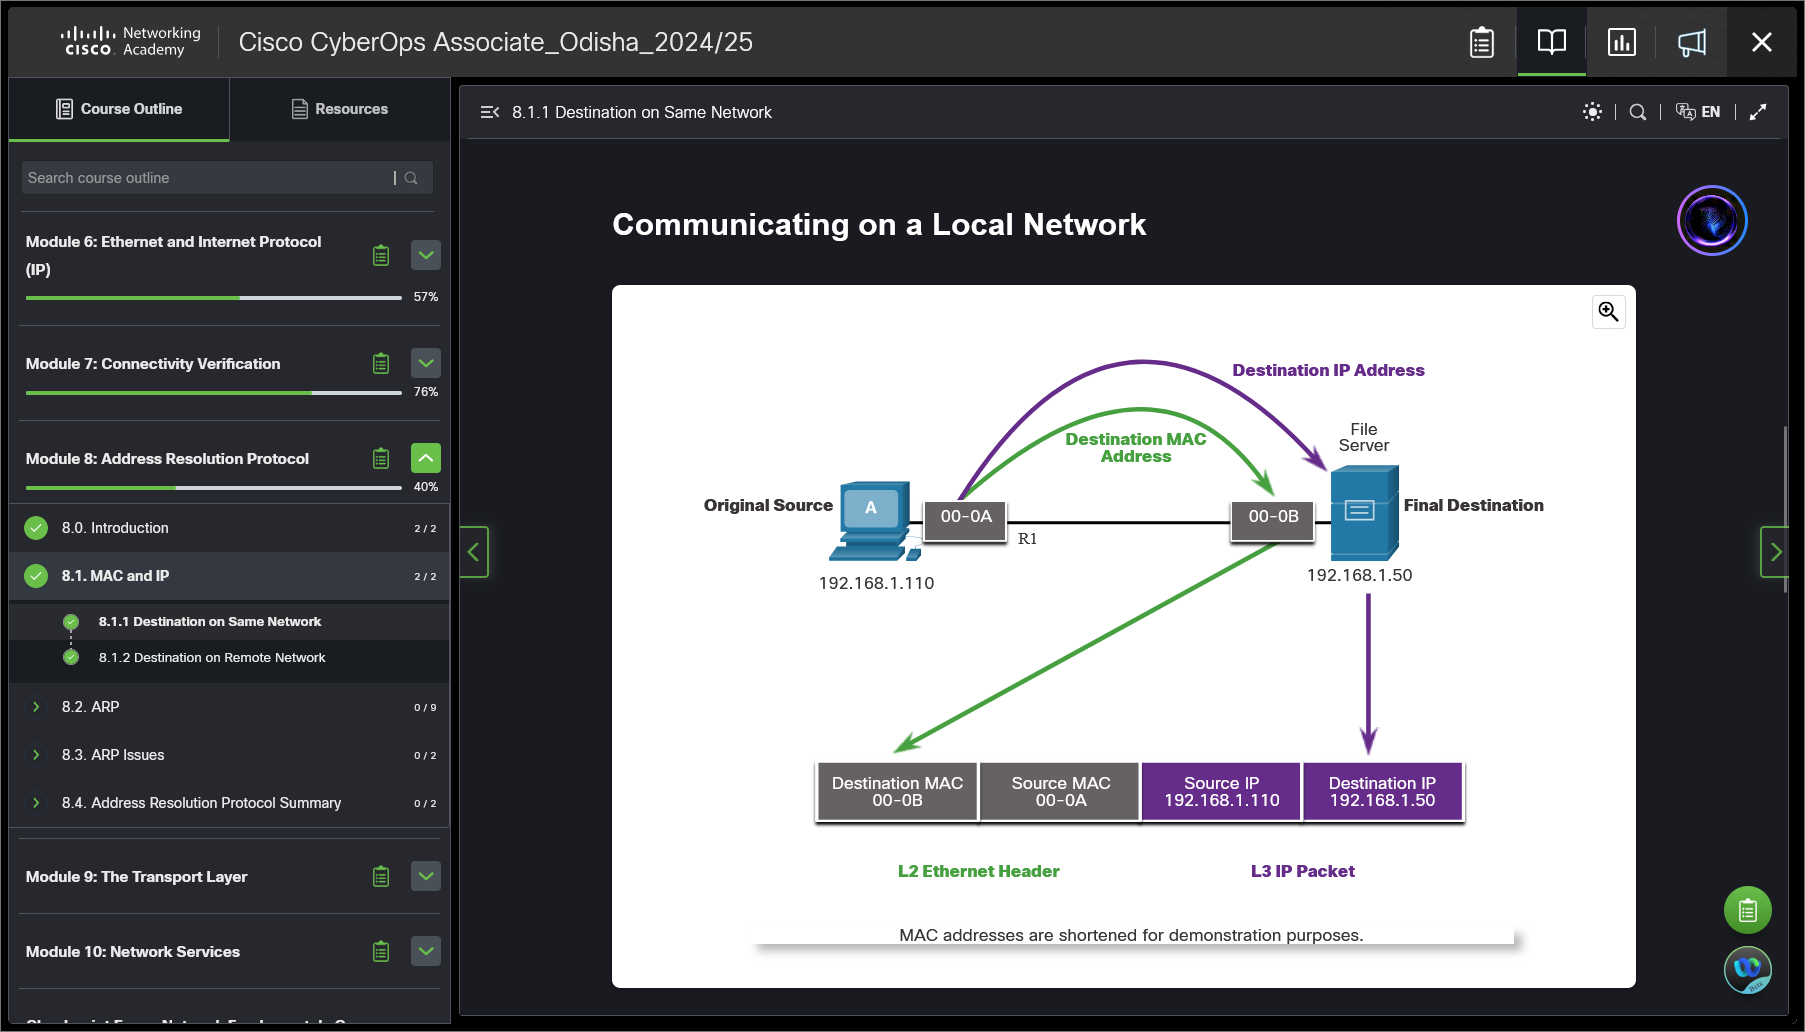 Networking
Academy
CISCO
Cisco CyberOps Associate_Odisha_2024/25
Course Outline
Resources
Search course outline
Module 6: Ethernet and Internet Protocol
(IP)
57%
Module 7: Connectivity Verification
76%
Module 8: Address Resolution Protocol
40%
8.0. Introduction
2 / 2
8.1. MAC and IP
2 / 2
8.1.1 Destination on Same Network
8.1.2 Destination on Remote Network
8.2. ARP
0 / 9
8.3. ARP Issues
0 / 2
8.4. Address Resolution Protocol Summary
0 / 2
Module 9: The Transport Layer
Module 10: Network Services
8.1.1 Destination on Same Network
EN
Communicating on a Local Network
Destination IP Address
Destination MAC
Address
File
Server
Original Source
A
00-0A
R1
00-0B
Final Destination
192.168.1.110
192.168.1.50
Destination MAC
00-0B
Source MAC
00-0A
Source IP
192.168.1.110
Destination IP
192.168.1.50
L2 Ethernet Header
L3 IP Packet
MAC addresses are shortened for demonstration purposes.
Beta